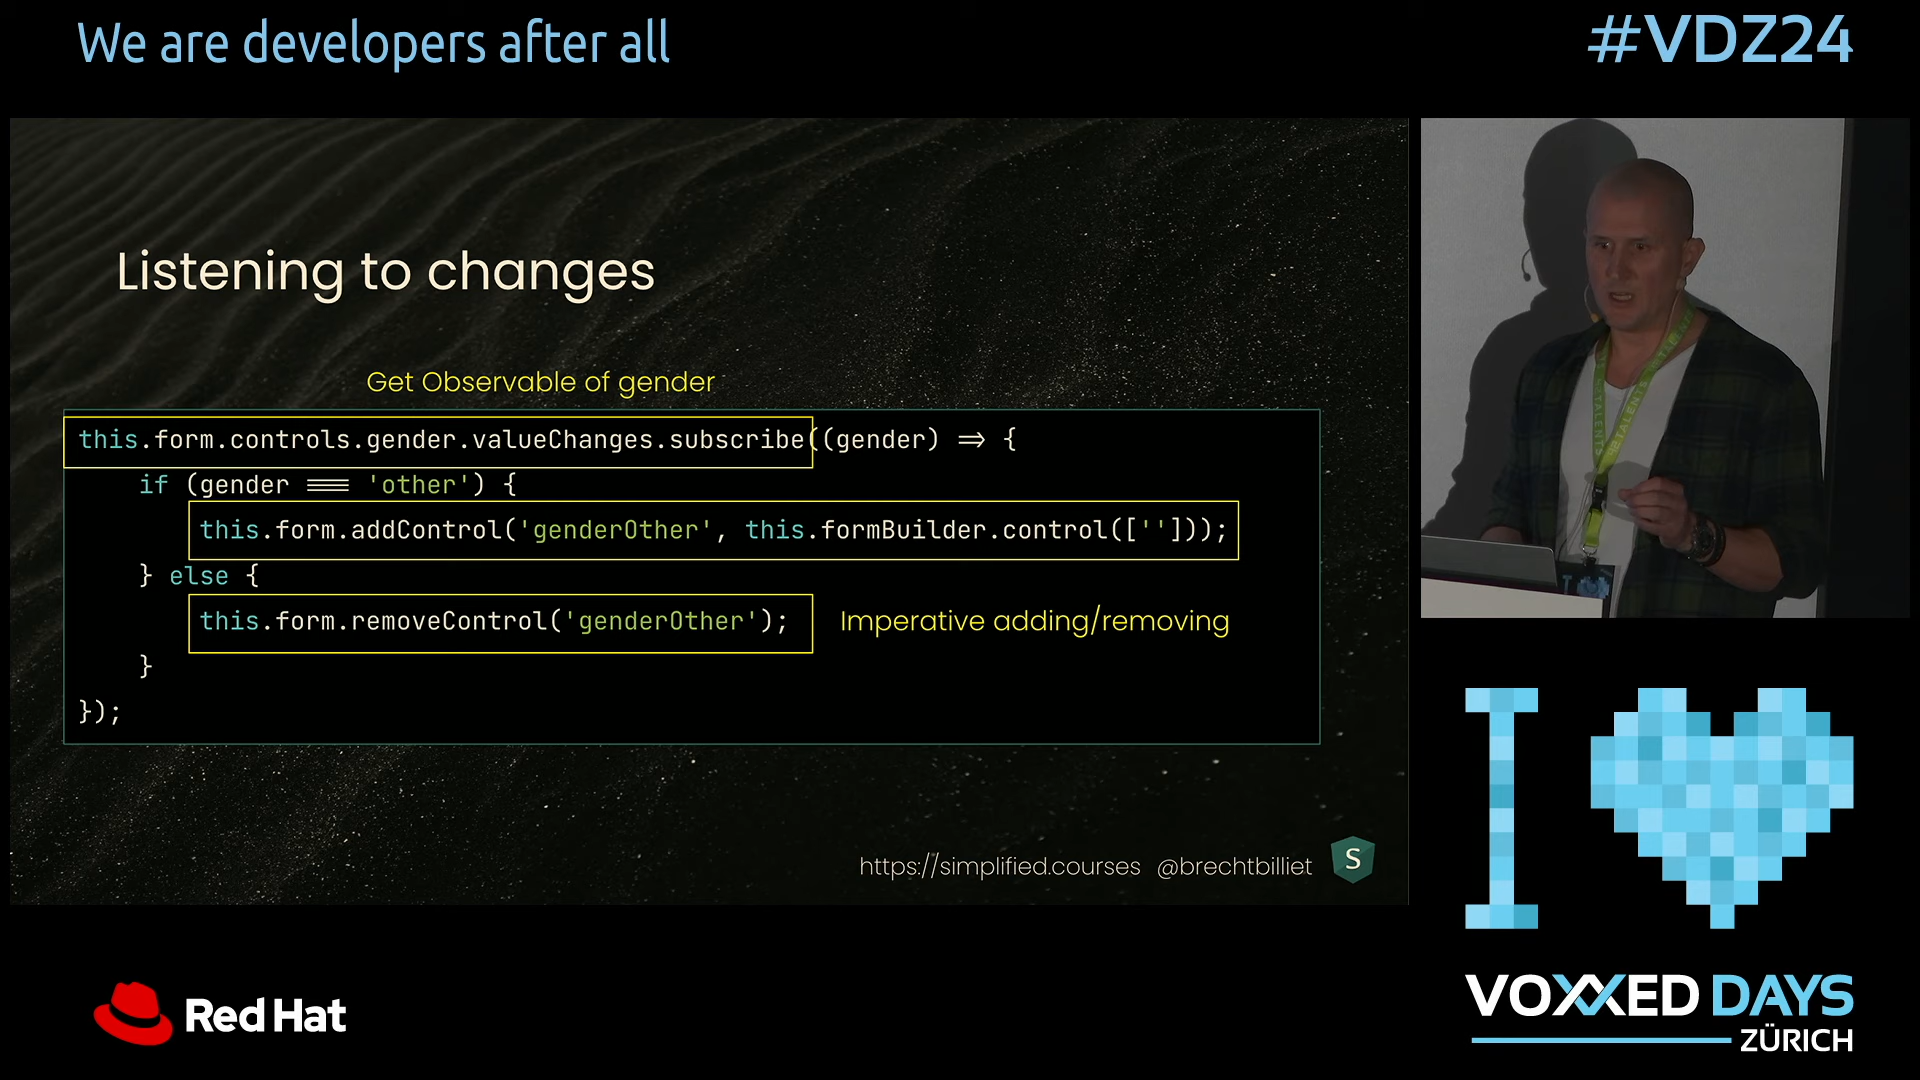 We are developers after all
#VDZ24
Listening to changes
Get Observable of gender
this.form.controls.gender.valueChanges.subscribe((gender) => {
if (gender === 'other') {
this.form.addControl('genderOther', this.formBuilder.control(['']));
} else {
this.form.removeControl('genderOther');
Imperative adding/removing
}
});
https://simplified.courses @brechtbilliet
S
I
Red Hat
VOXXED DAYS
ZÜRICH